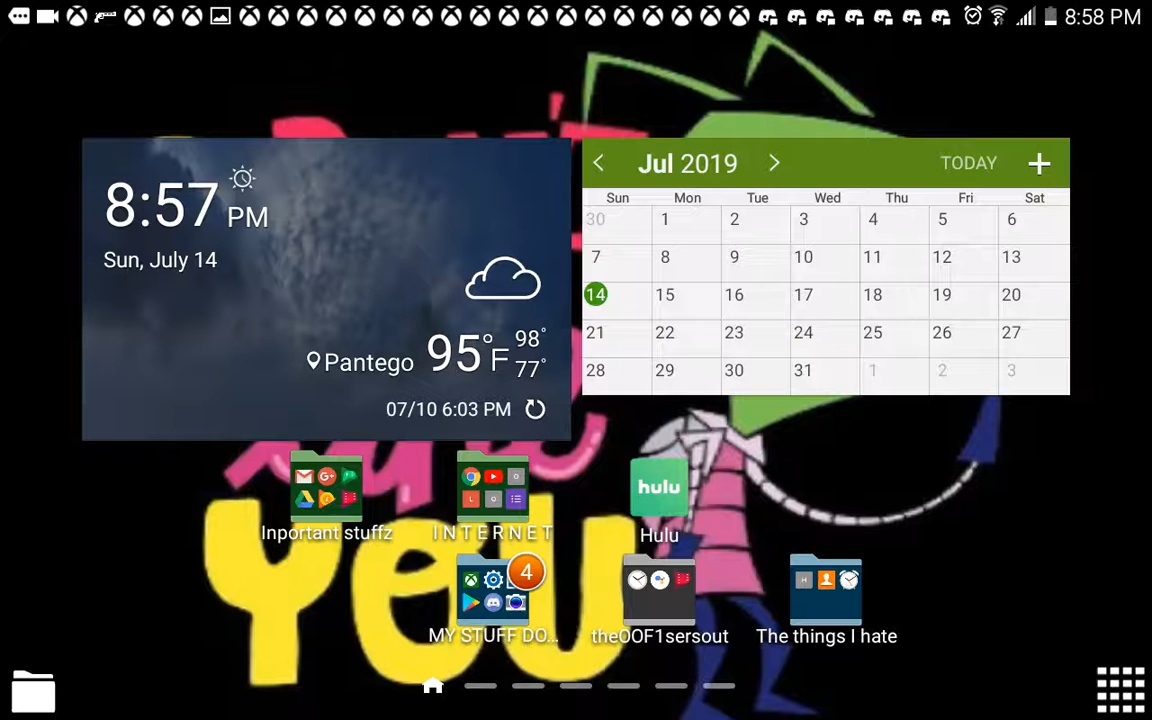 8:58 PM
8:57 PM
Sun, July 14
Pantego 95°F 98° 77°
07/10 6:03 PM
Jul 2019 TODAY
Sun Mon Tue Wed Thu Fri Sat
30 1 2 3 4 5 6
7 8 9 10 11 12 13
14 15 16 17 18 19 20
21 22 23 24 25 26 27
28 29 30 31 1 2 3
YOU
hulu
Inportant stuffz
I N T E R N E T
Hulu
4
MY STUFF DO...
theOOF1sersout
The things I hate